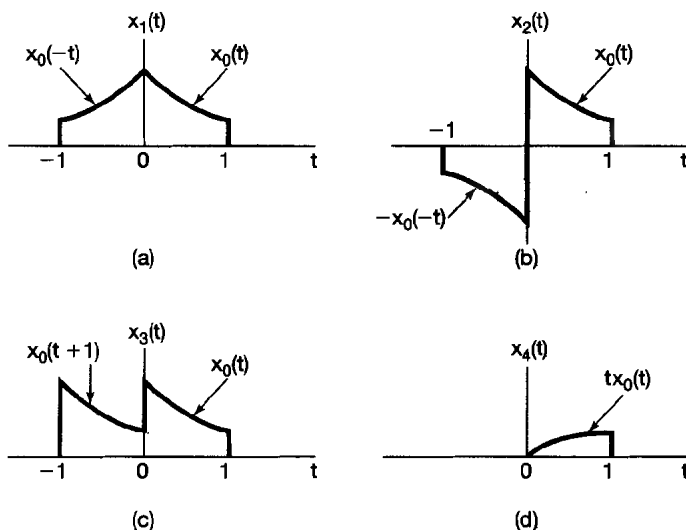 x₁(t)
x₀(−t)
x₀(t)
−1
0
1
t
(a)
x₂(t)
x₀(t)
−1
0
1
t
−x₀(−t)
(b)
x₃(t)
x₀(t + 1)
x₀(t)
−1
0
1
t
(c)
x₄(t)
tx₀(t)
0
1
t
(d)